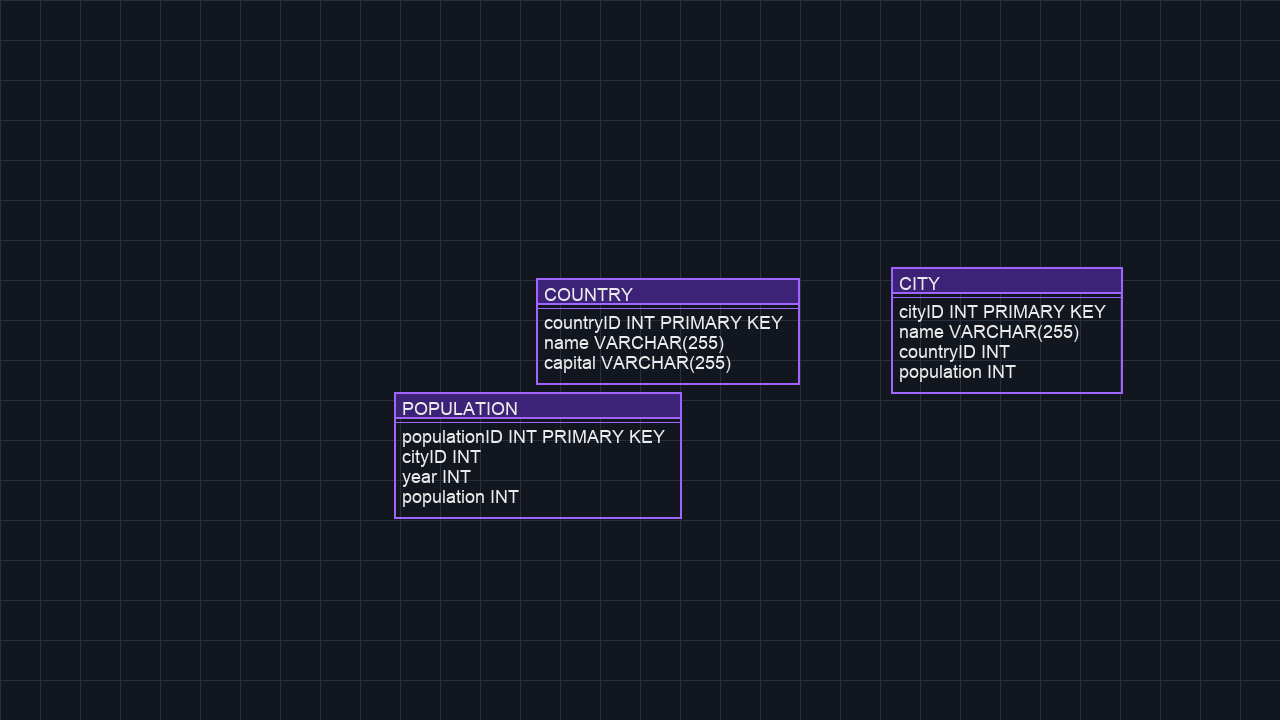 COUNTRY
countryID INT PRIMARY KEY
name VARCHAR(255)
capital VARCHAR(255)
CITY
cityID INT PRIMARY KEY
name VARCHAR(255)
countryID INT
population INT
POPULATION
populationID INT PRIMARY KEY
cityID INT
year INT
population INT